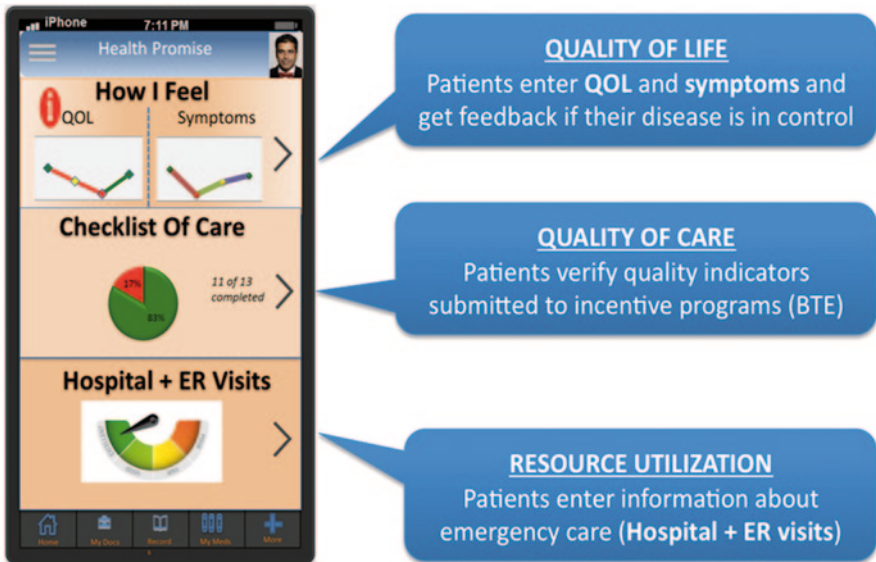 iPhone
7:11 PM
Health Promise
How I Feel
QOL
Symptoms
Checklist Of Care
17%
83%
11 of 13
completed
Hospital + ER Visits
Home
My Docs
Record
My Meds
More
QUALITY OF LIFE
Patients enter QOL and symptoms and
get feedback if their disease is in control
QUALITY OF CARE
Patients verify quality indicators
submitted to incentive programs (BTE)
RESOURCE UTILIZATION
Patients enter information about
emergency care (Hospital + ER visits)